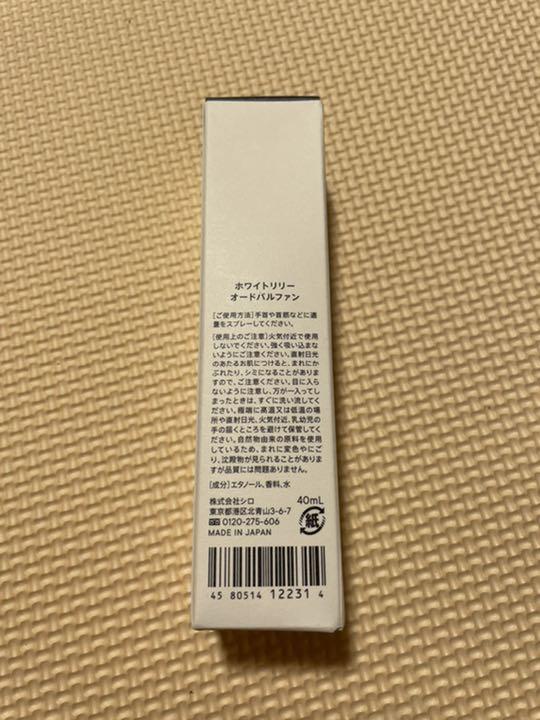 ホワイトリリー
オードパルファン
[ご使用方法]手首や首筋などに適
量をスプレーしてください。
[使用上のご注意]火気付近で使用
しないでください。強く吸い込まな
いようにご注意ください。直射日光
のあたるお肌につけると、まれにか
ぶれたり、シミになることがありま
すので、ご注意ください。目に入ら
ないように注意し、万が一入ってし
まったときは、すぐに洗い流してく
ださい。極端に高温又は低温の場
所や直射日光、火気付近、乳幼児の
手の届くところを避けて保管してく
ださい。自然物由来の原料を使用
しているため、まれに変色やにご
り、沈殿物が見られることがありま
すが品質には問題ありません。
[成分]エタノール、香料、水
株式会社シロ 40mL
東京都港区北青山3-6-7
0120-275-606
MADE IN JAPAN
紙
45 80514 12231 4